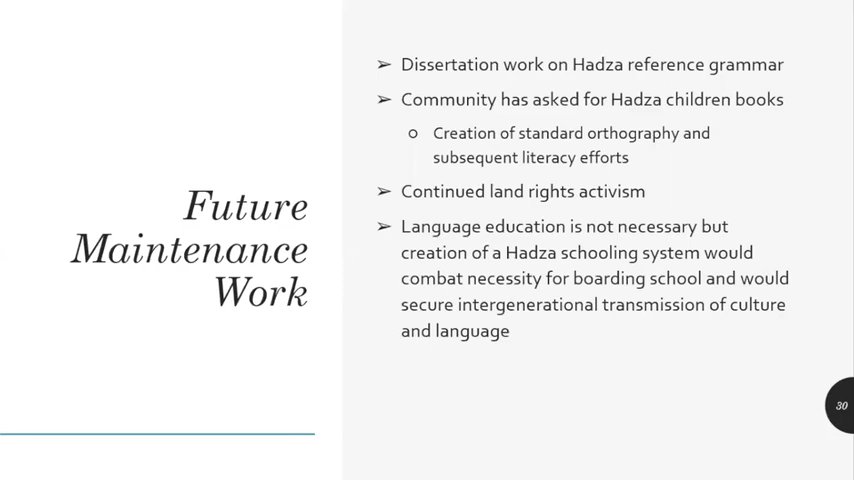 Future
Maintenance
Work
➢ Dissertation work on Hadza reference grammar
➢ Community has asked for Hadza children books
○ Creation of standard orthography and
subsequent literacy efforts
➢ Continued land rights activism
➢ Language education is not necessary but
creation of a Hadza schooling system would
combat necessity for boarding school and would
secure intergenerational transmission of culture
and language
30